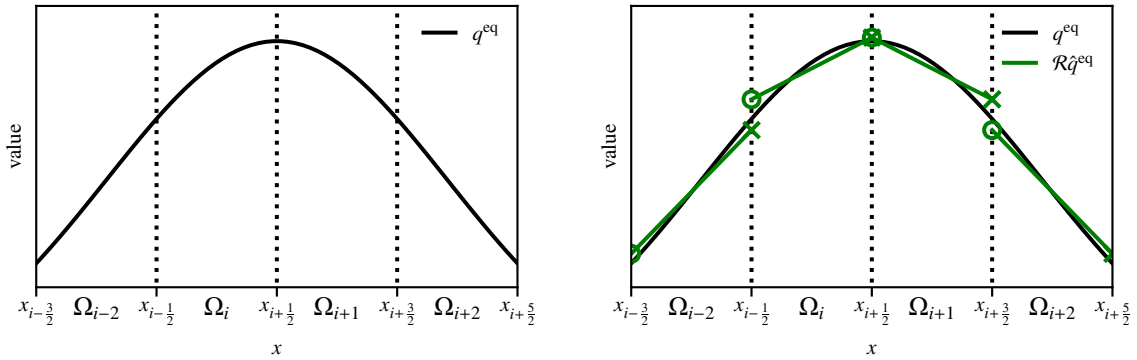 value
q^eq
x_{i-3/2} Ω_{i-2} x_{i-1/2} Ω_i x_{i+1/2} Ω_{i+1} x_{i+3/2} Ω_{i+2} x_{i+5/2}
x
value
q^eq
ℛq̂^eq
x_{i-3/2} Ω_{i-2} x_{i-1/2} Ω_i x_{i+1/2} Ω_{i+1} x_{i+3/2} Ω_{i+2} x_{i+5/2}
x